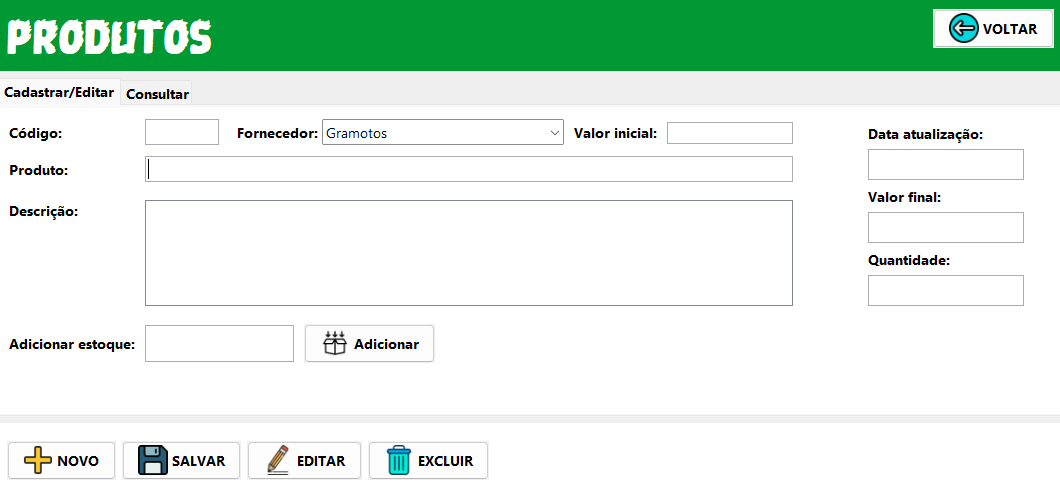 PRODUTOS
VOLTAR
Cadastrar/Editar Consultar
Código: Fornecedor: Gramotos Valor inicial: Data atualização:
Produto:
Valor final:
Descrição:
Quantidade:
Adicionar estoque: Adicionar
NOVO SALVAR EDITAR EXCLUIR